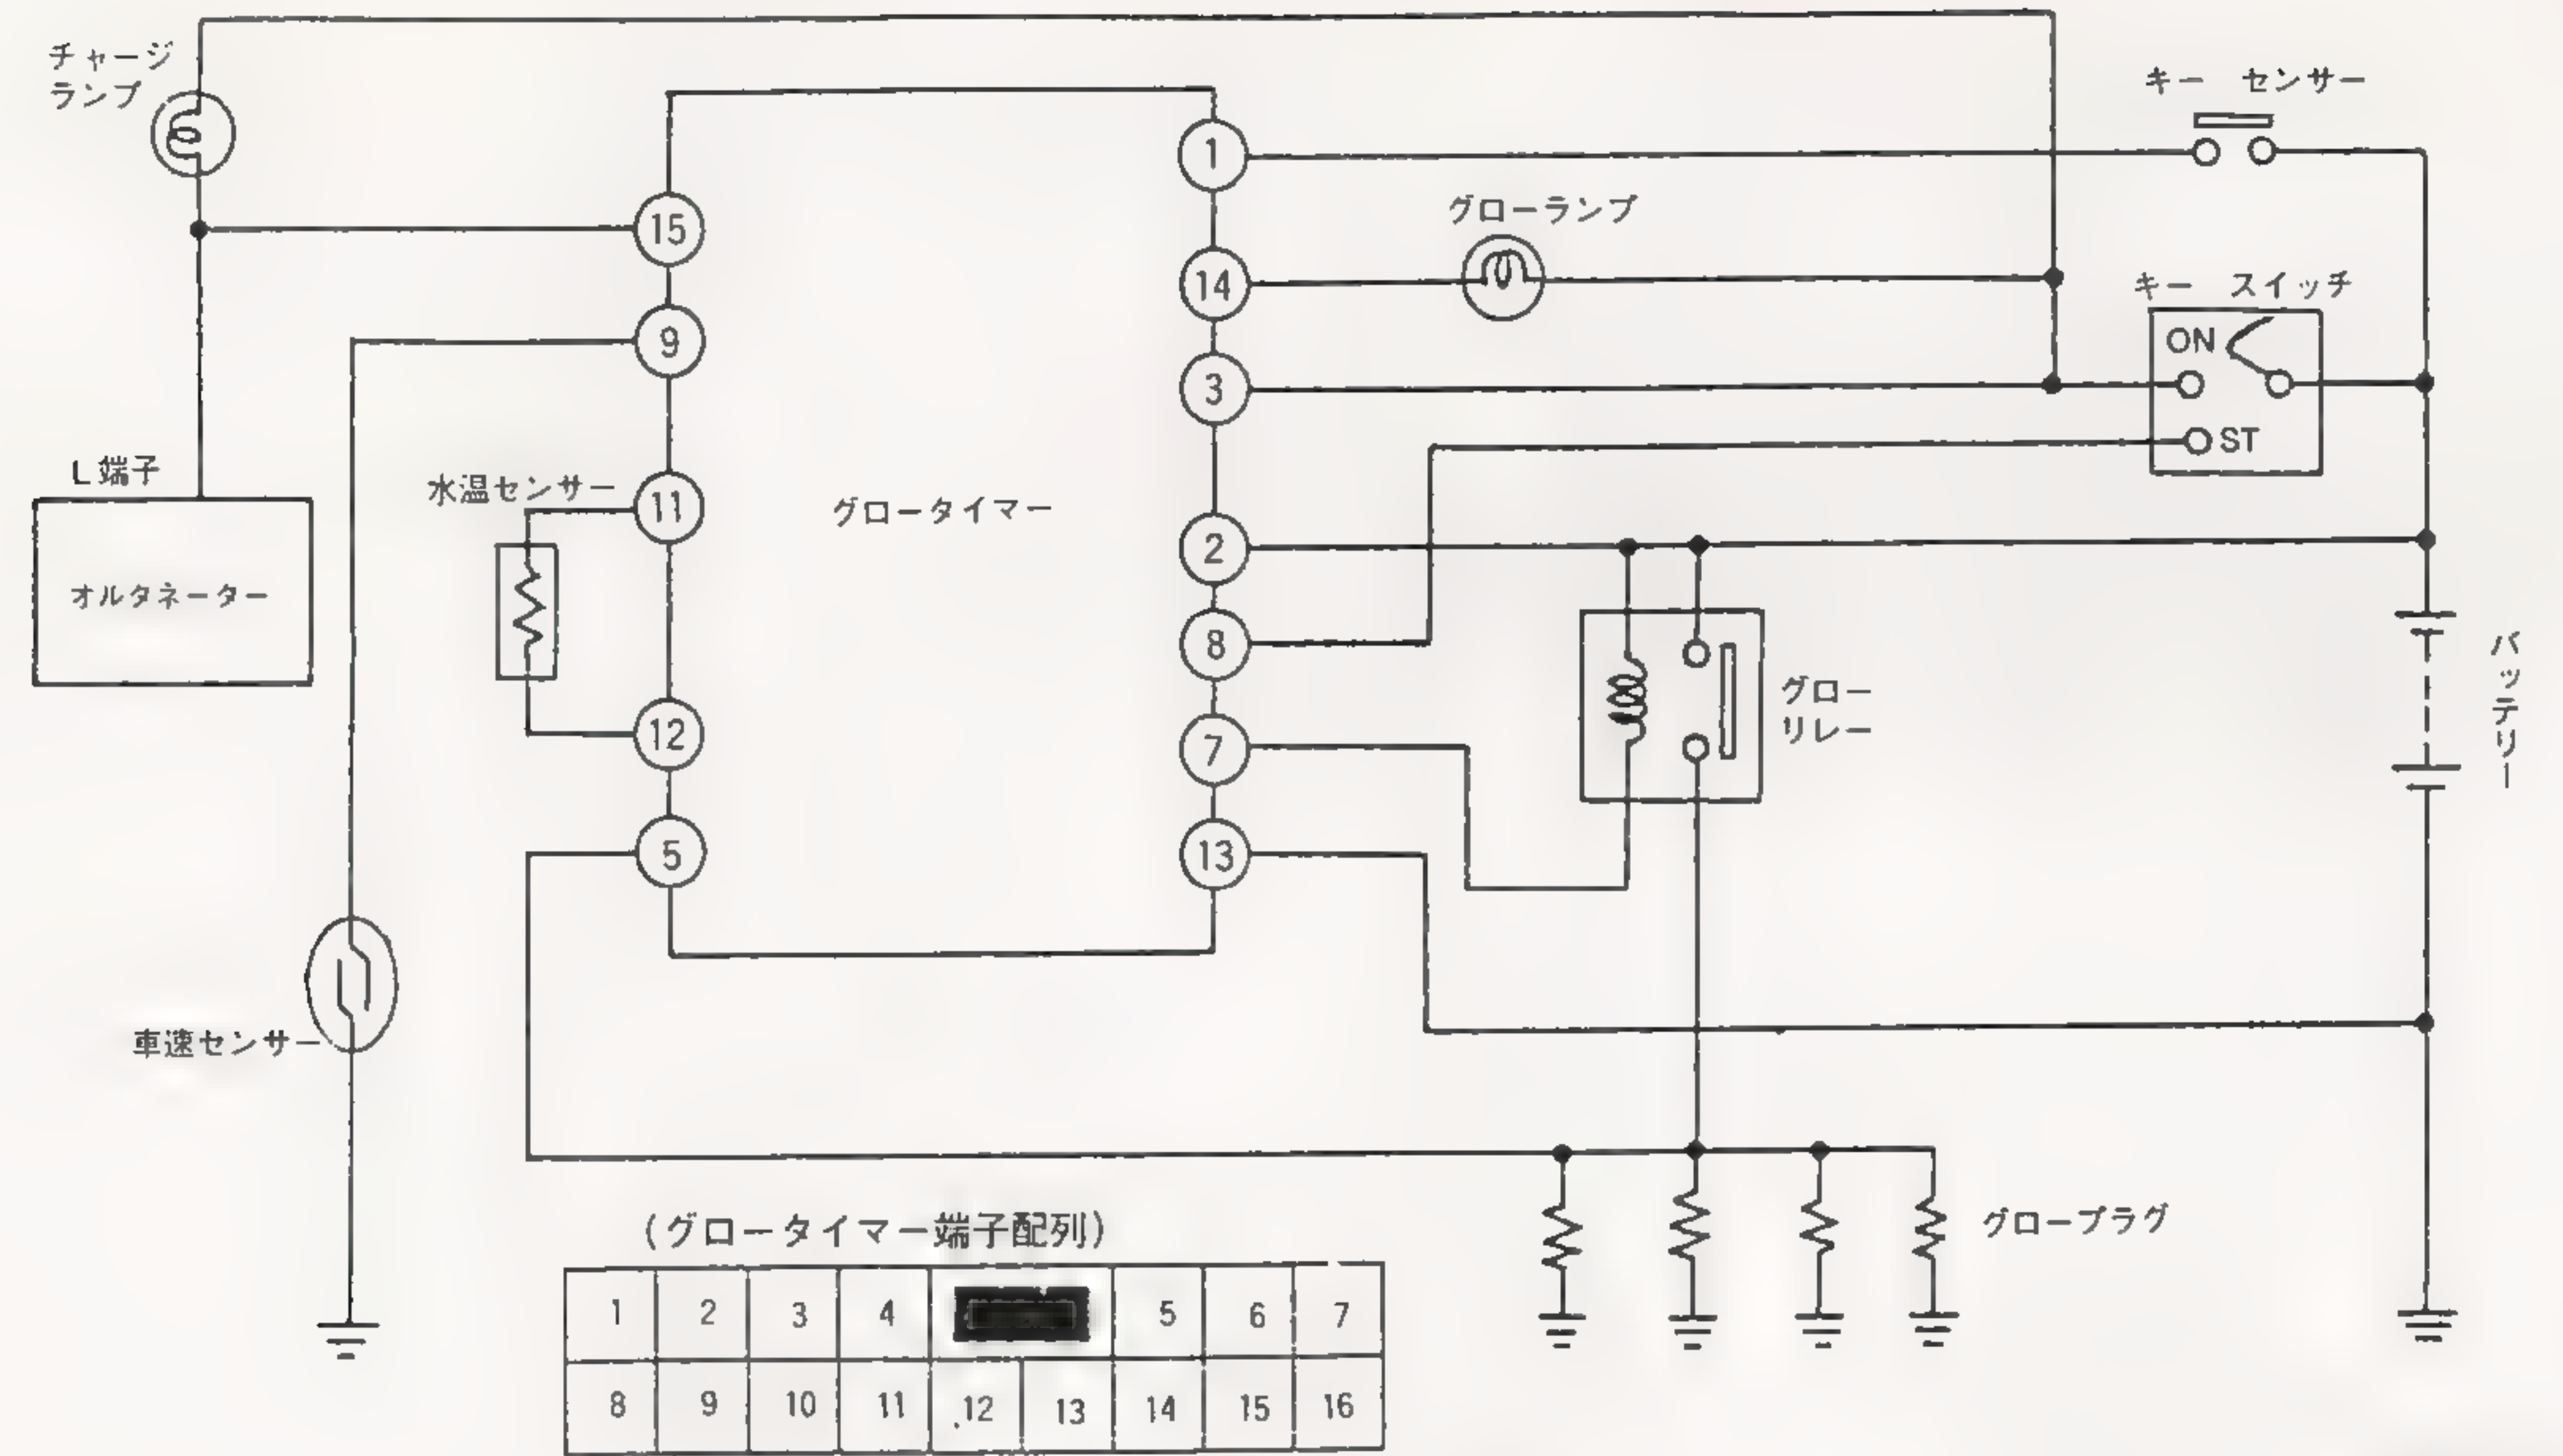 チャージ
ランプ
キー センサー
1
グローランプ
15
14
キー スイッチ
ON
9
3
ST
L端子
水温センサー
11
グロータイマー
2
オルタネーター
8
グロー
リレー
バッテリー
12
7
5
13
車速センサー
グロープラグ
(グロータイマー端子配列)
1 2 3 4 5 6 7
8 9 10 11 12 13 14 15 16